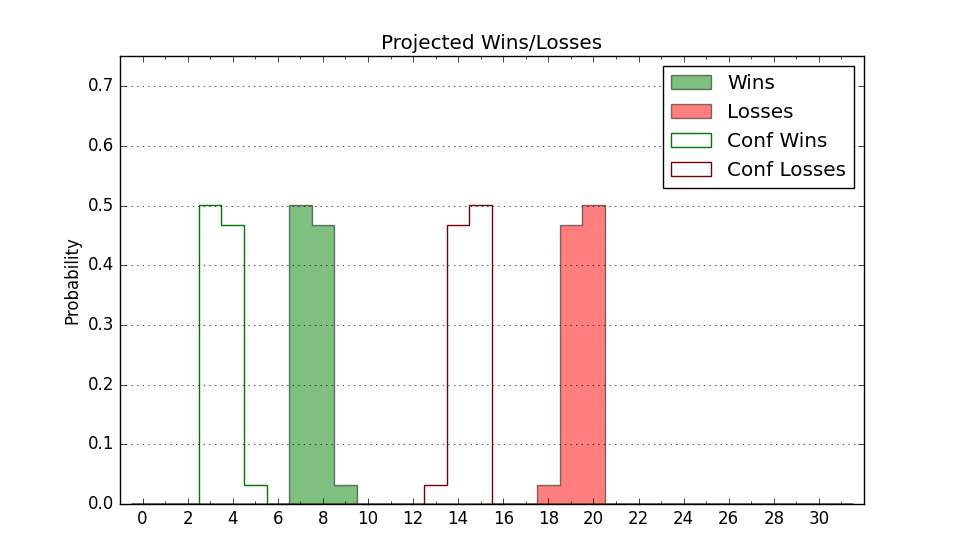 Projected Wins/Losses
Wins
Losses
Conf Wins
Conf Losses
Probability
0.7
0.6
0.5
0.4
0.3
0.2
0.1
0.0
0 2 4 6 8 10 12 14 16 18 20 22 24 26 28 30